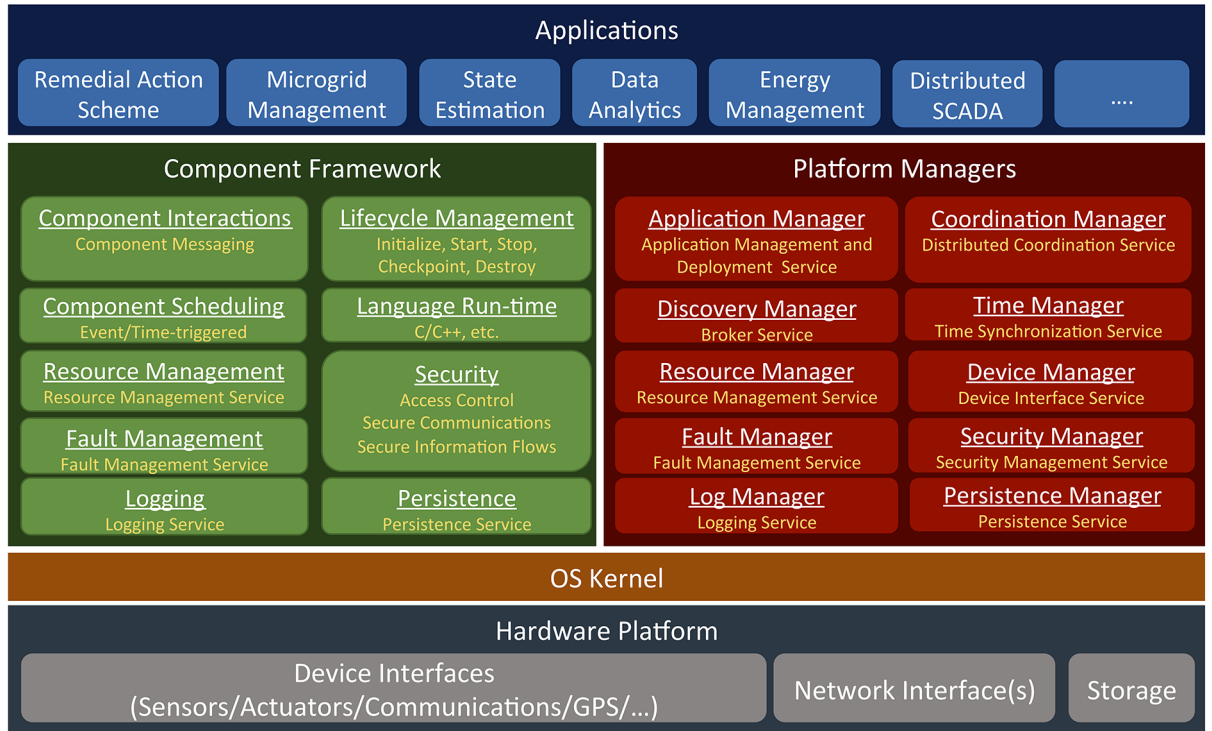 Applications
Remedial Action
Scheme
Microgrid
Management
State
Estimation
Data
Analytics
Energy
Management
Distributed
SCADA
....
Component Framework
Component Interactions
Component Messaging
Lifecycle Management
Initialize, Start, Stop,
Checkpoint, Destroy
Component Scheduling
Event/Time-triggered
Language Run-time
C/C++, etc.
Resource Management
Resource Management Service
Security
Access Control
Secure Communications
Secure Information Flows
Fault Management
Fault Management Service
Logging
Logging Service
Persistence
Persistence Service
Platform Managers
Application Manager
Application Management and
Deployment Service
Coordination Manager
Distributed Coordination Service
Discovery Manager
Broker Service
Time Manager
Time Synchronization Service
Resource Manager
Resource Management Service
Device Manager
Device Interface Service
Fault Manager
Fault Management Service
Security Manager
Security Management Service
Log Manager
Logging Service
Persistence Manager
Persistence Service
OS Kernel
Hardware Platform
Device Interfaces
(Sensors/Actuators/Communications/GPS/...)
Network Interface(s)
Storage